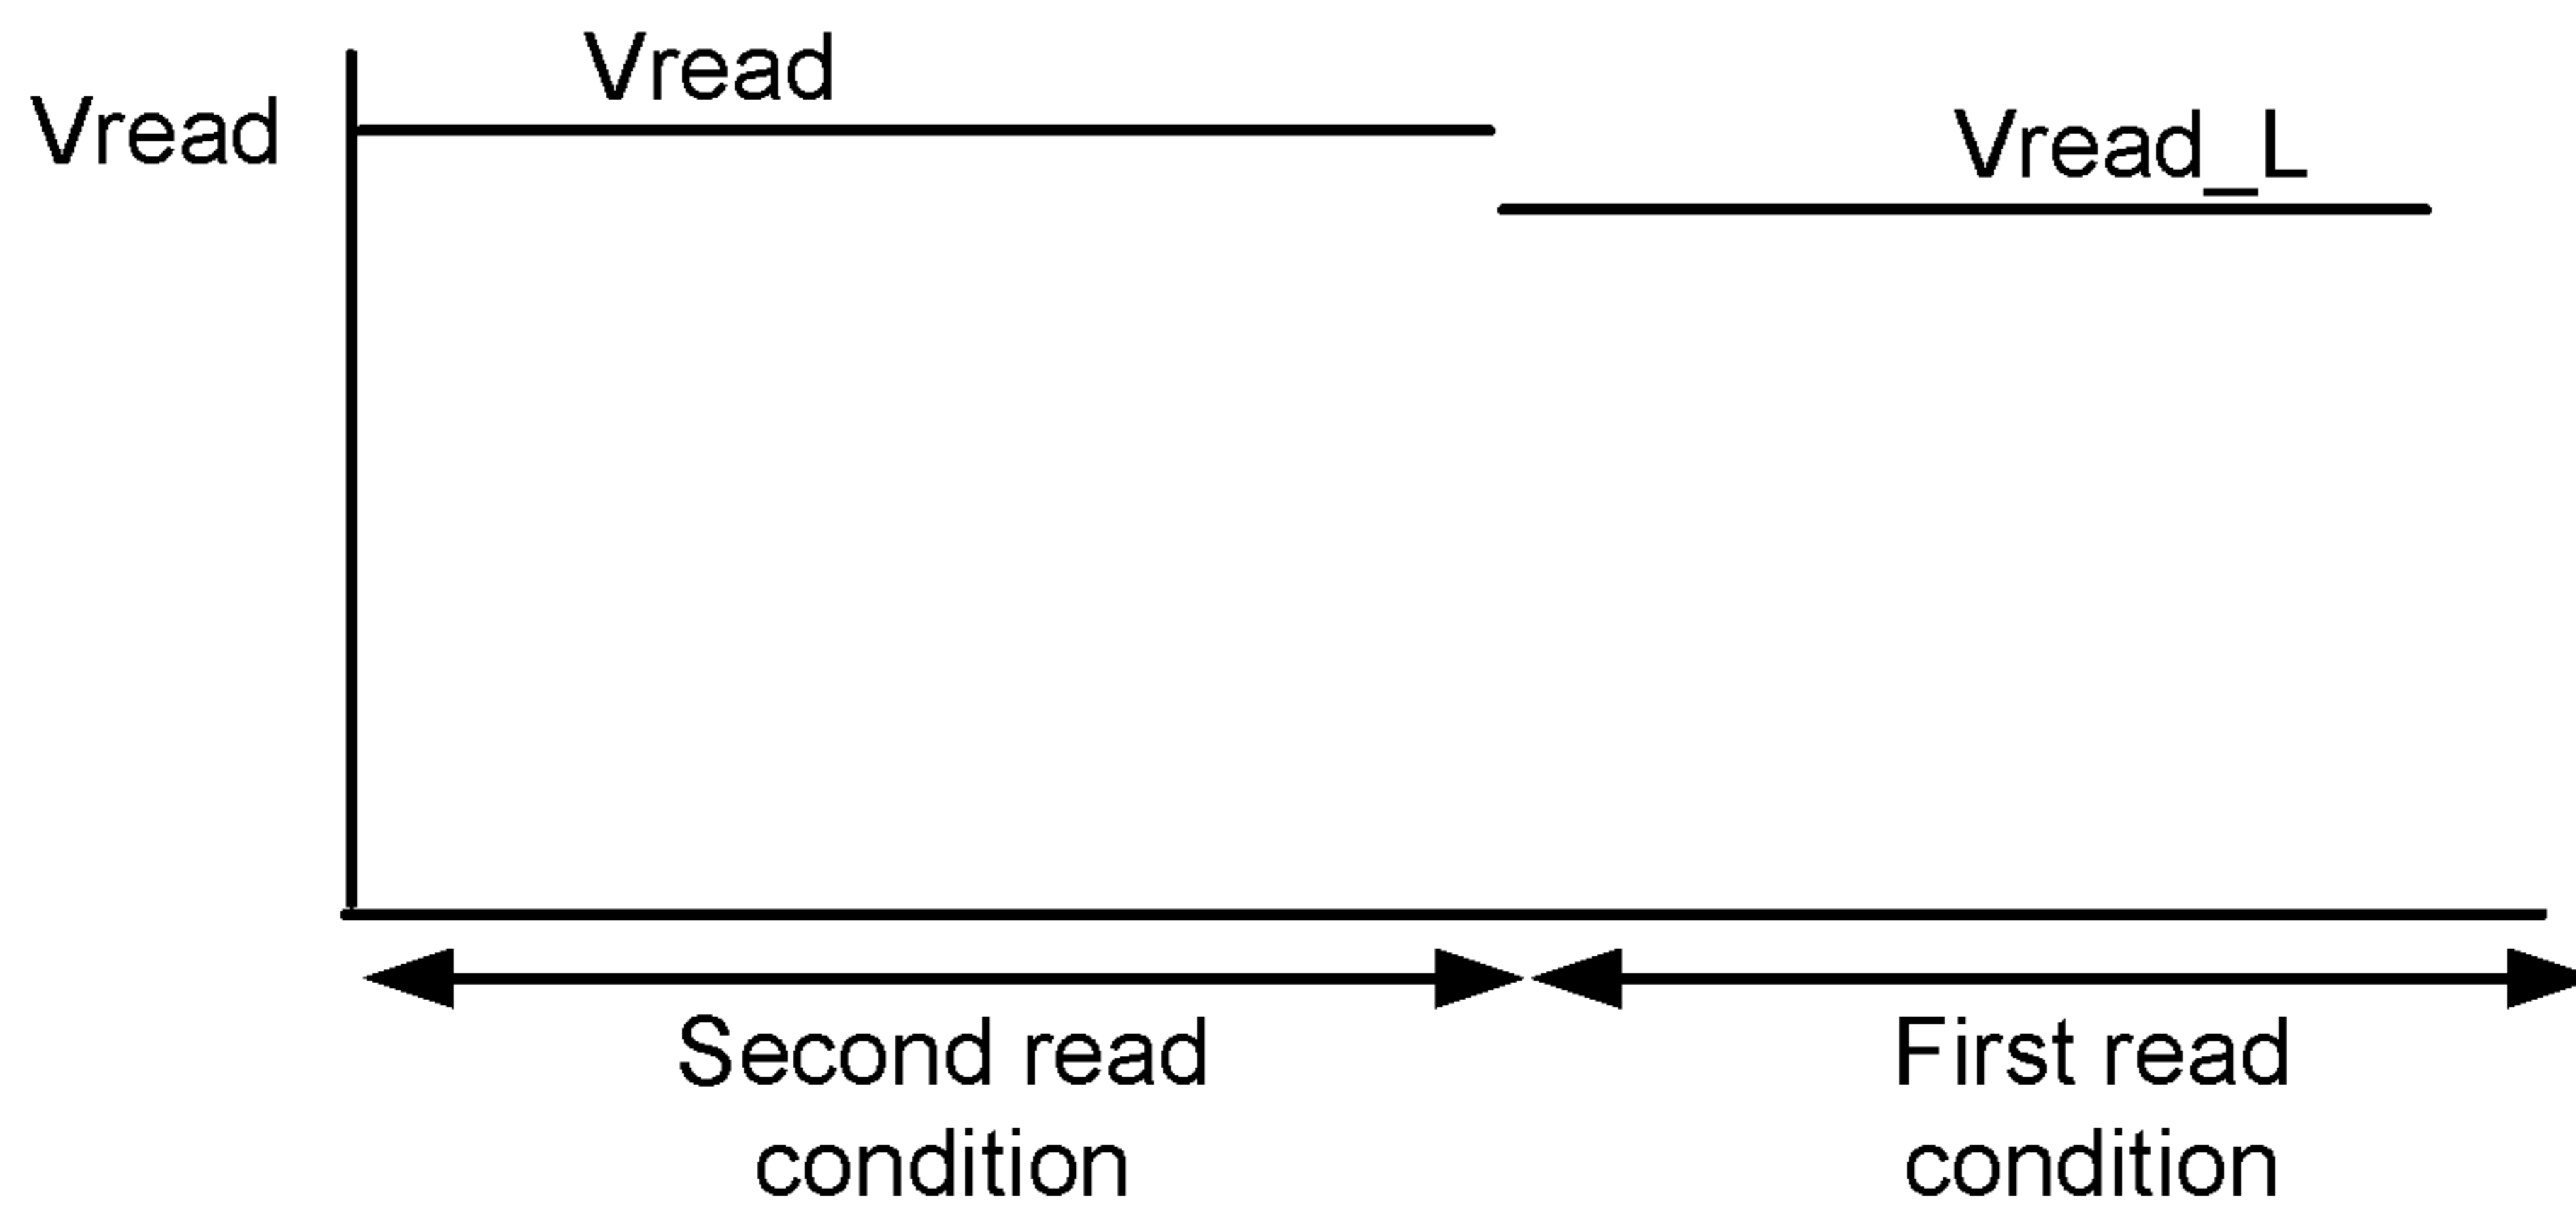 Vread
Vread
Vread_L
Second read
condition
First read
condition